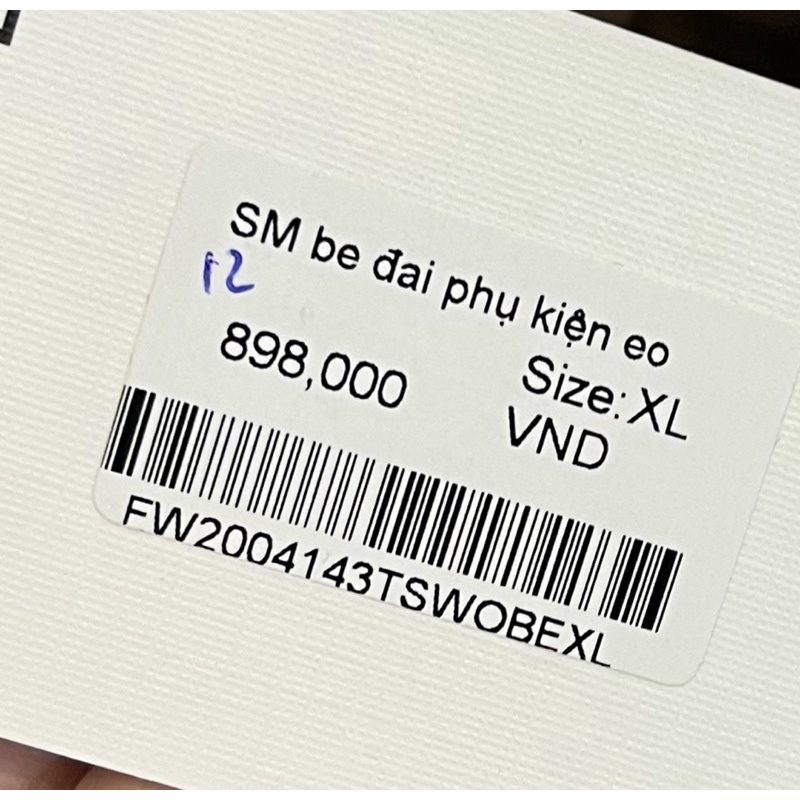 SM be đai phụ kiện eo
12
898,000
Size: XL
VND
FW2004143TSWOBEXL